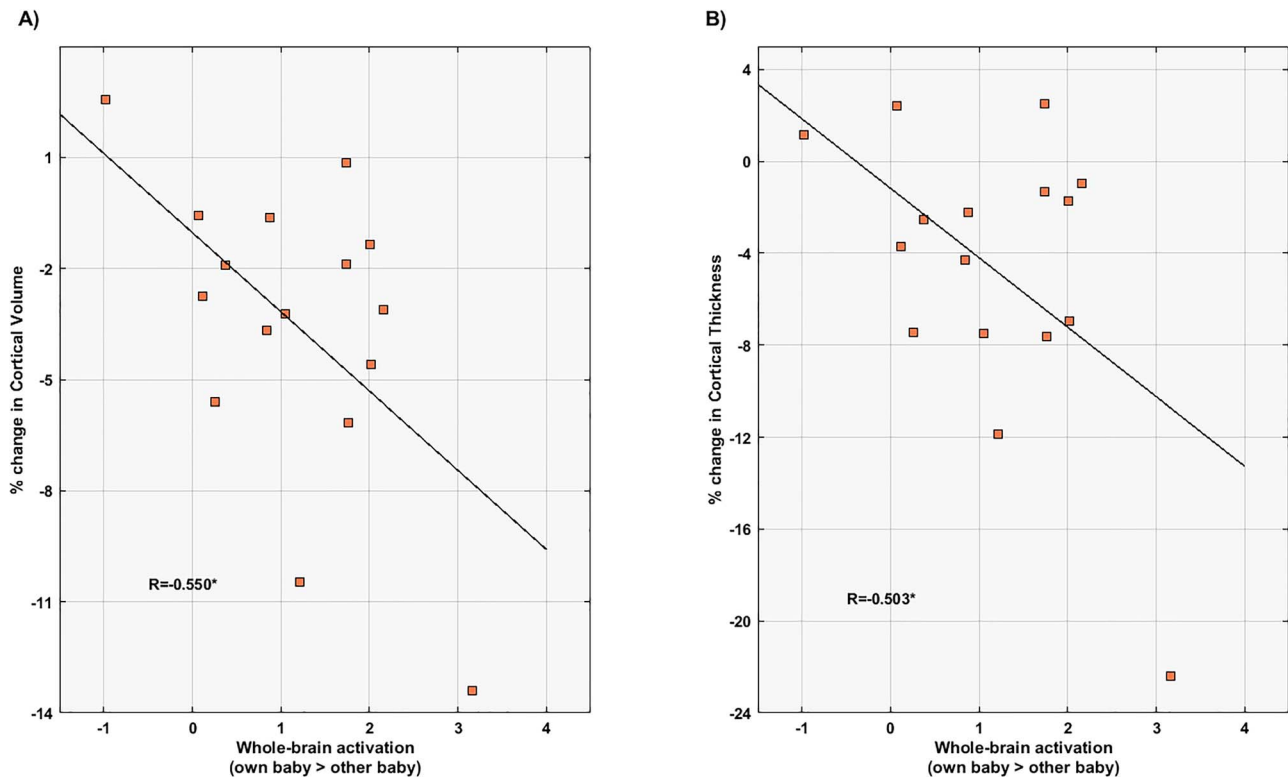 A)
% change in Cortical Volume
1
-2
-5
-8
-11
-14
R=-0.550*
-1 0 1 2 3 4
Whole-brain activation
(own baby > other baby)
B)
% change in Cortical Thickness
4
0
-4
-8
-12
-16
-20
-24
R=-0.503*
-1 0 1 2 3 4
Whole-brain activation
(own baby > other baby)